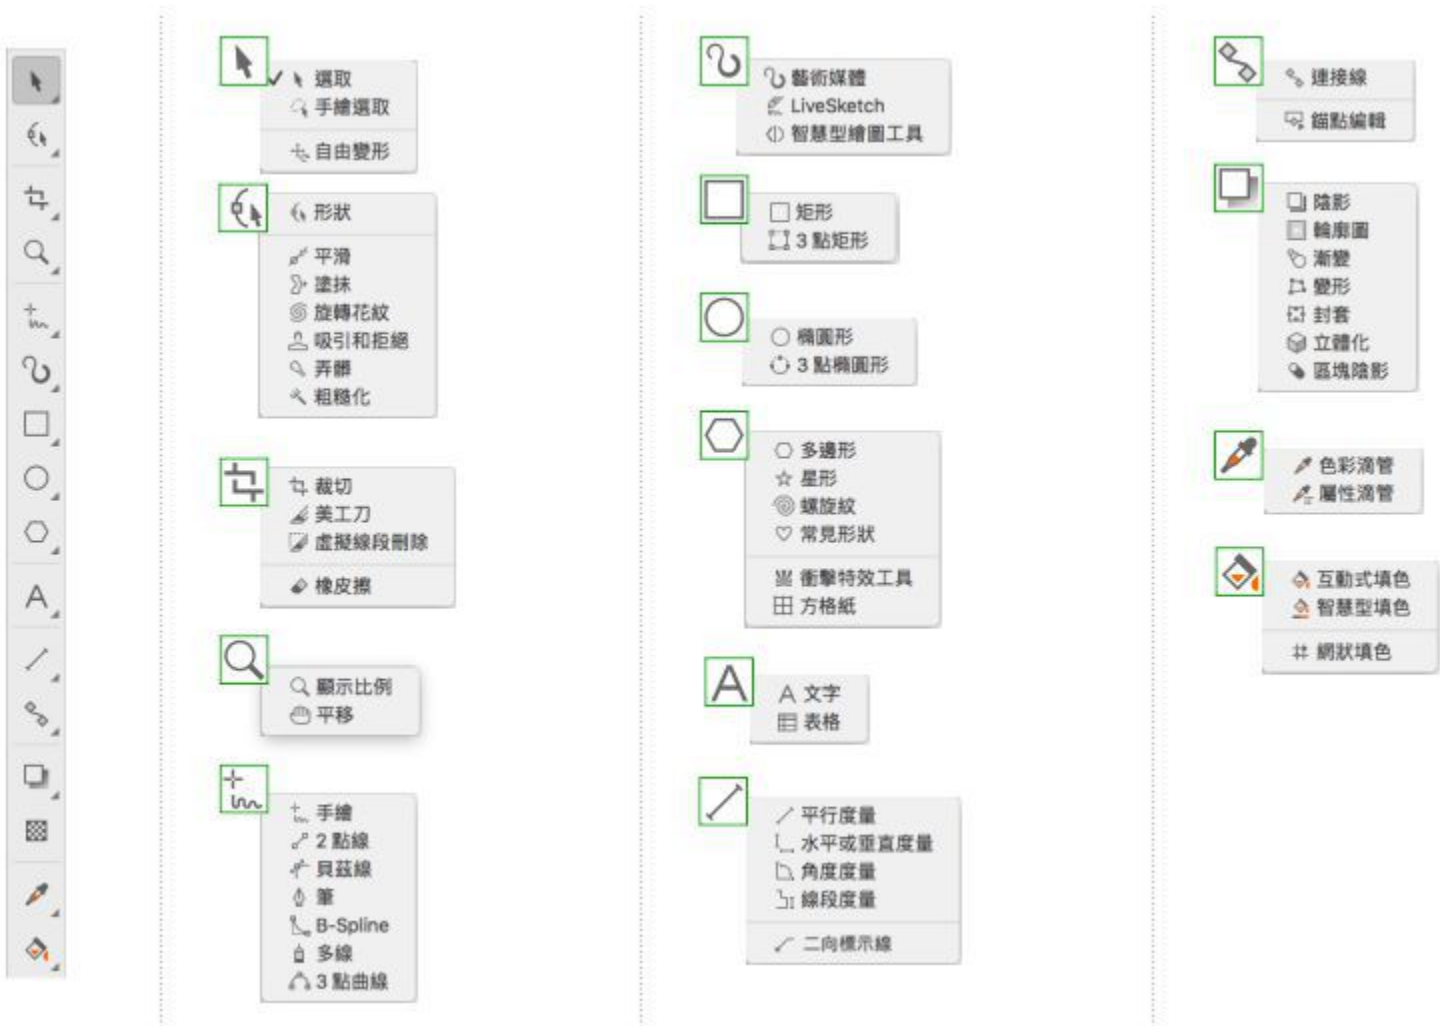 選取
手繪選取
自由變形
形狀
平滑
塗抹
旋轉花紋
吸引和拒絕
弄髒
粗糙化
裁切
美工刀
虛擬線段刪除
橡皮擦
顯示比例
平移
手繪
2 點線
貝茲線
筆
B-Spline
多線
3 點曲線
藝術媒體
LiveSketch
智慧型繪圖工具
矩形
3 點矩形
橢圓形
3 點橢圓形
多邊形
星形
螺旋紋
常見形狀
衝擊特效工具
方格紙
A 文字
表格
平行度量
水平或垂直度量
角度度量
線段度量
二向標示線
連接線
錨點編輯
陰影
輪廓圖
漸變
變形
封套
立體化
區塊陰影
色彩滴管
屬性滴管
互動式填色
智慧型填色
網狀填色